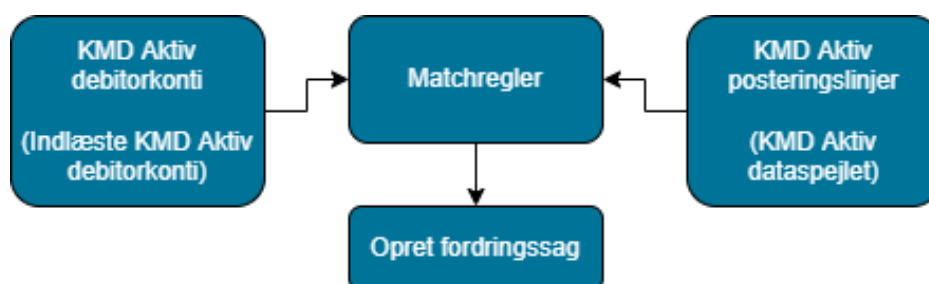 KMD Aktiv
debitorkonti
(Indlæste KMD Aktiv
debitorkonti)
Matchregler
KMD Aktiv
posteringslinjer
(KMD Aktiv
dataspejlet)
Opret fordringssag